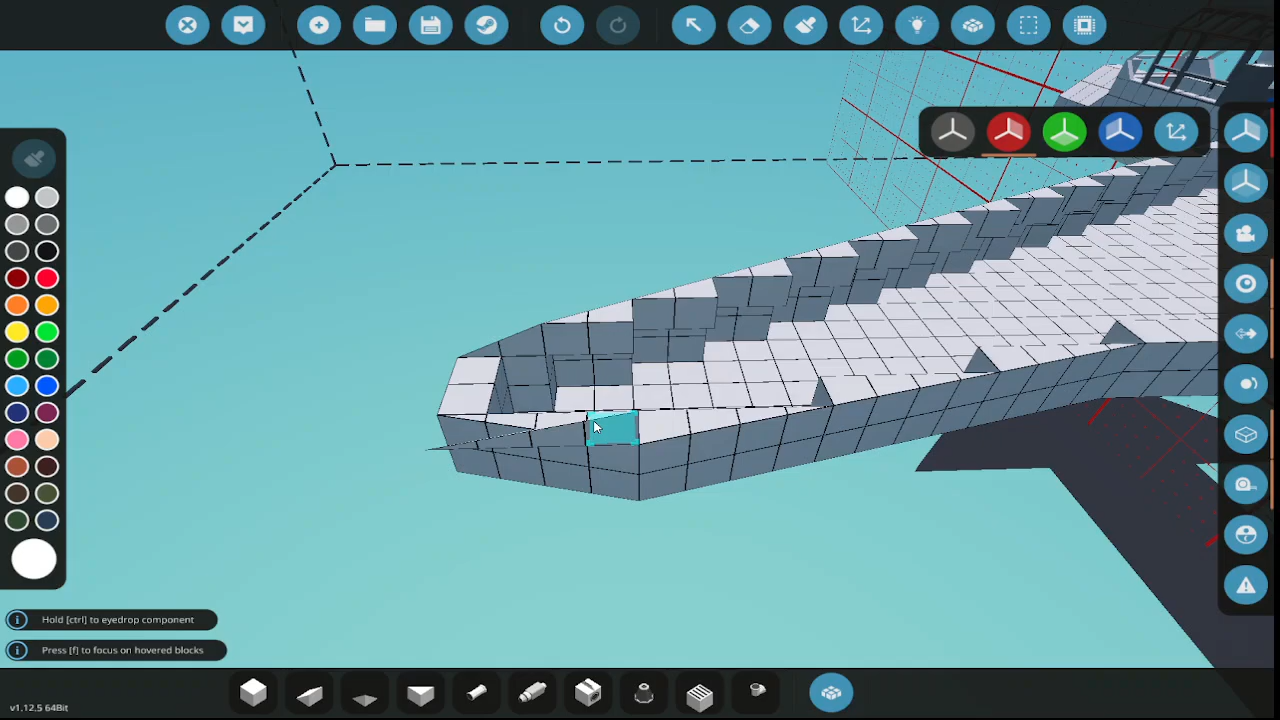 Hold [ctrl] to eyedrop component
Press [f] to focus on hovered blocks
v1.12.5 64Bit